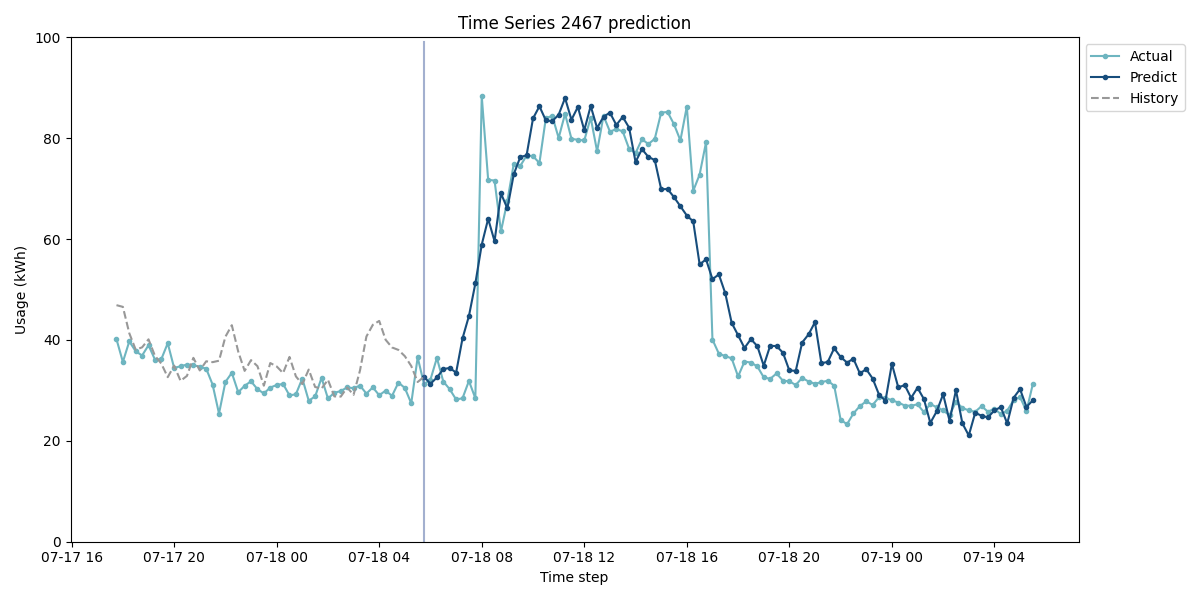 Time Series 2467 prediction
Usage (kWh)
100
80
60
40
20
0
07-17 16
07-17 20
07-18 00
07-18 04
07-18 08
07-18 12
07-18 16
07-18 20
07-19 00
07-19 04
Time step
Actual
Predict
History